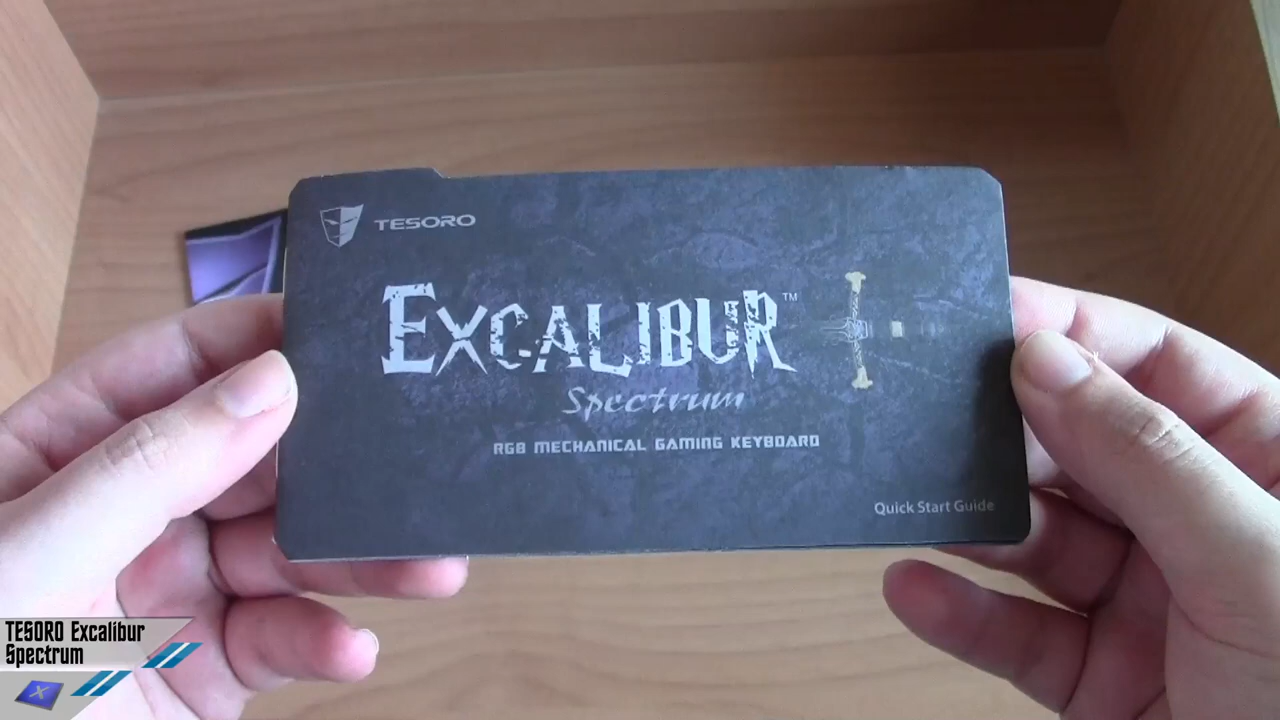 TESORO
EXCALIBUR™
Spectrum
RGB MECHANICAL GAMING KEYBOARD
Quick Start Guide
TESORO Excalibur
Spectrum
X